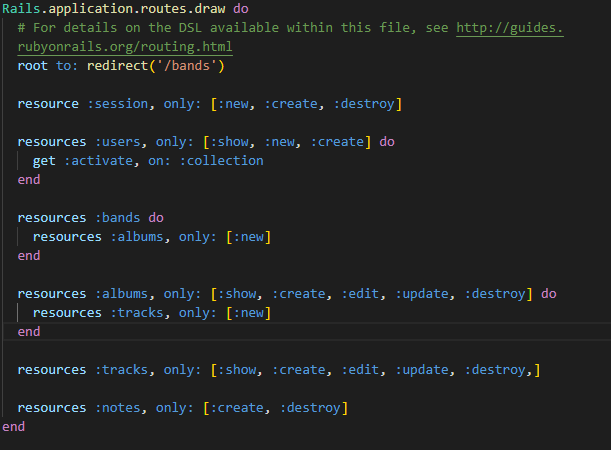 Rails.application.routes.draw do
# For details on the DSL available within this file, see http://guides.
rubyonrails.org/routing.html
root to: redirect('/bands')
resource :session, only: [:new, :create, :destroy]
resources :users, only: [:show, :new, :create] do
get :activate, on: :collection
end
resources :bands do
resources :albums, only: [:new]
end
resources :albums, only: [:show, :create, :edit, :update, :destroy] do
resources :tracks, only: [:new]
end
resources :tracks, only: [:show, :create, :edit, :update, :destroy,]
resources :notes, only: [:create, :destroy]
end